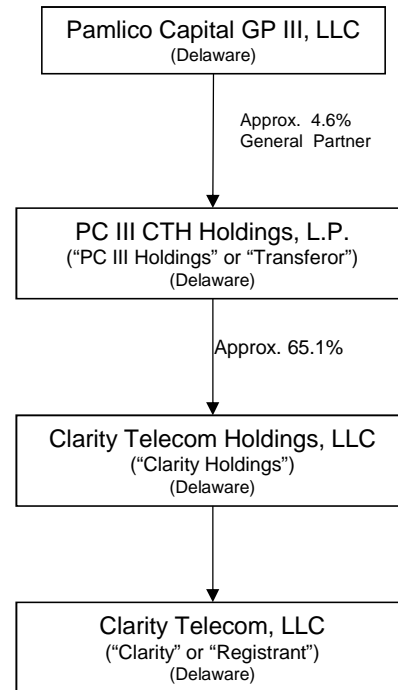 Pamlico Capital GP III, LLC
(Delaware)
Approx. 4.6%
General Partner
PC III CTH Holdings, L.P.
(“PC III Holdings” or “Transferor”)
(Delaware)
Approx. 65.1%
Clarity Telecom Holdings, LLC
(“Clarity Holdings”)
(Delaware)
Clarity Telecom, LLC
(“Clarity” or “Registrant”)
(Delaware)